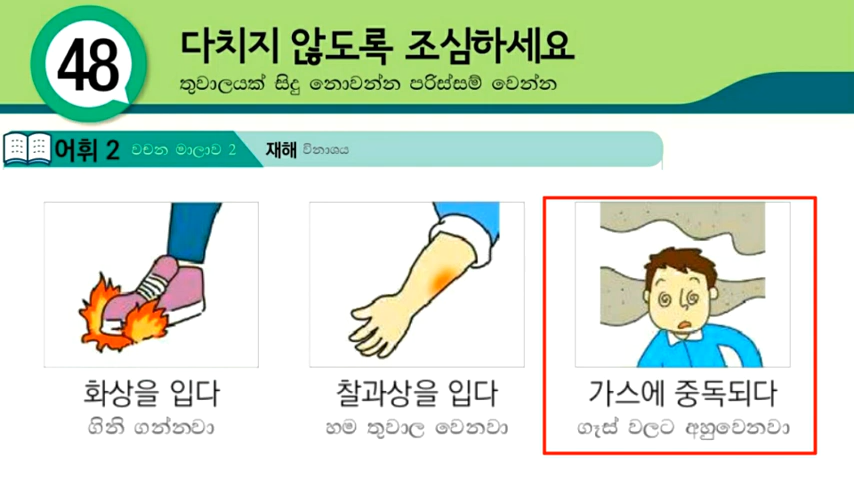 48
다치지 않도록 조심하세요
තුවාලයක් සිදු නොවන්න පරිස්සම් වෙන්න
어휘 2 වචන මාලාව 2 재해 විනාශය
화상을 입다
ගිනි ගන්නවා
찰과상을 입다
හම තුවාල වෙනවා
가스에 중독되다
ගෑස් වලට අහුවෙනවා